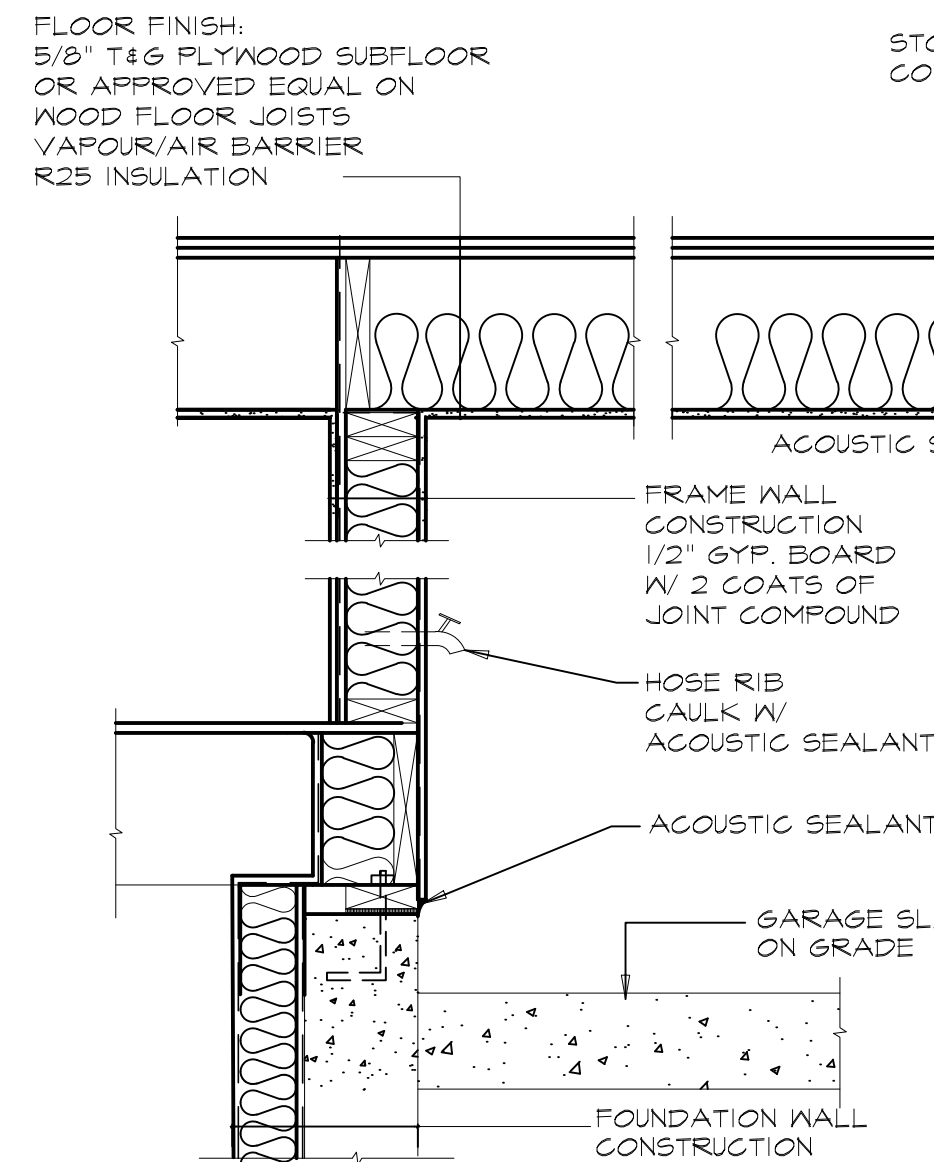 FLOOR FINISH:
5/8" T&G PLYWOOD SUBFLOOR
OR APPROVED EQUAL ON
WOOD FLOOR JOISTS
VAPOUR/AIR BARRIER
R25 INSULATION
ACOUSTIC
FRAME WALL
CONSTRUCTION
1/2" GYP. BOARD
W/ 2 COATS OF
JOINT COMPOUND
HOSE RIB
CAULK W/
ACOUSTIC SEALANT
ACOUSTIC SEALANT
GARAGE
ON GRADE
FOUNDATION WALL
CONSTRUCTION